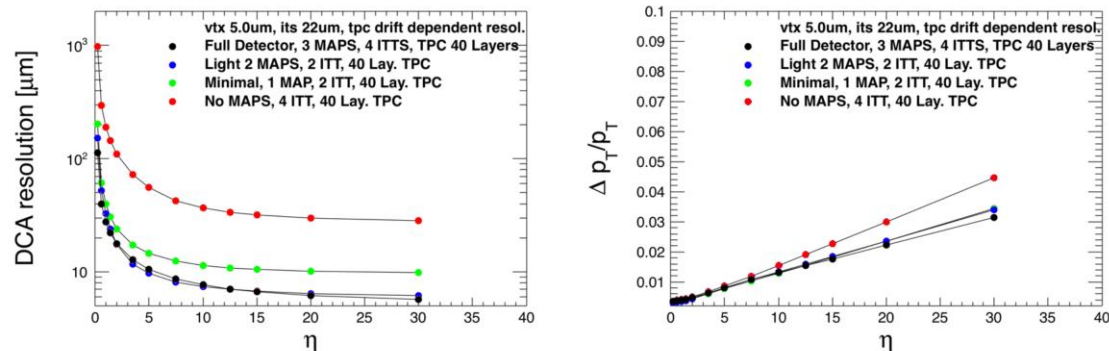 vtx 5.0um, its 22um, tpc drift dependent resol.
Full Detector, 3 MAPS, 4 ITTS, TPC 40 Layers
Light 2 MAPS, 2 ITT, 40 Lay. TPC
Minimal, 1 MAP, 2 ITT, 40 Lay. TPC
No MAPS, 4 ITT, 40 Lay. TPC
DCA resolution [μm]
10³
10²
10
0 5 10 15 20 25 30 35 40
η
vtx 5.0um, its 22um, tpc drift dependent resol.
Full Detector, 3 MAPS, 4 ITTS, TPC 40 Layers
Light 2 MAPS, 2 ITT, 40 Lay. TPC
Minimal, 1 MAP, 2 ITT, 40 Lay. TPC
No MAPS, 4 ITT, 40 Lay. TPC
Δ p_T/p_T
0.1
0.09
0.08
0.07
0.06
0.05
0.04
0.03
0.02
0.01
0 5 10 15 20 25 30 35 40
η